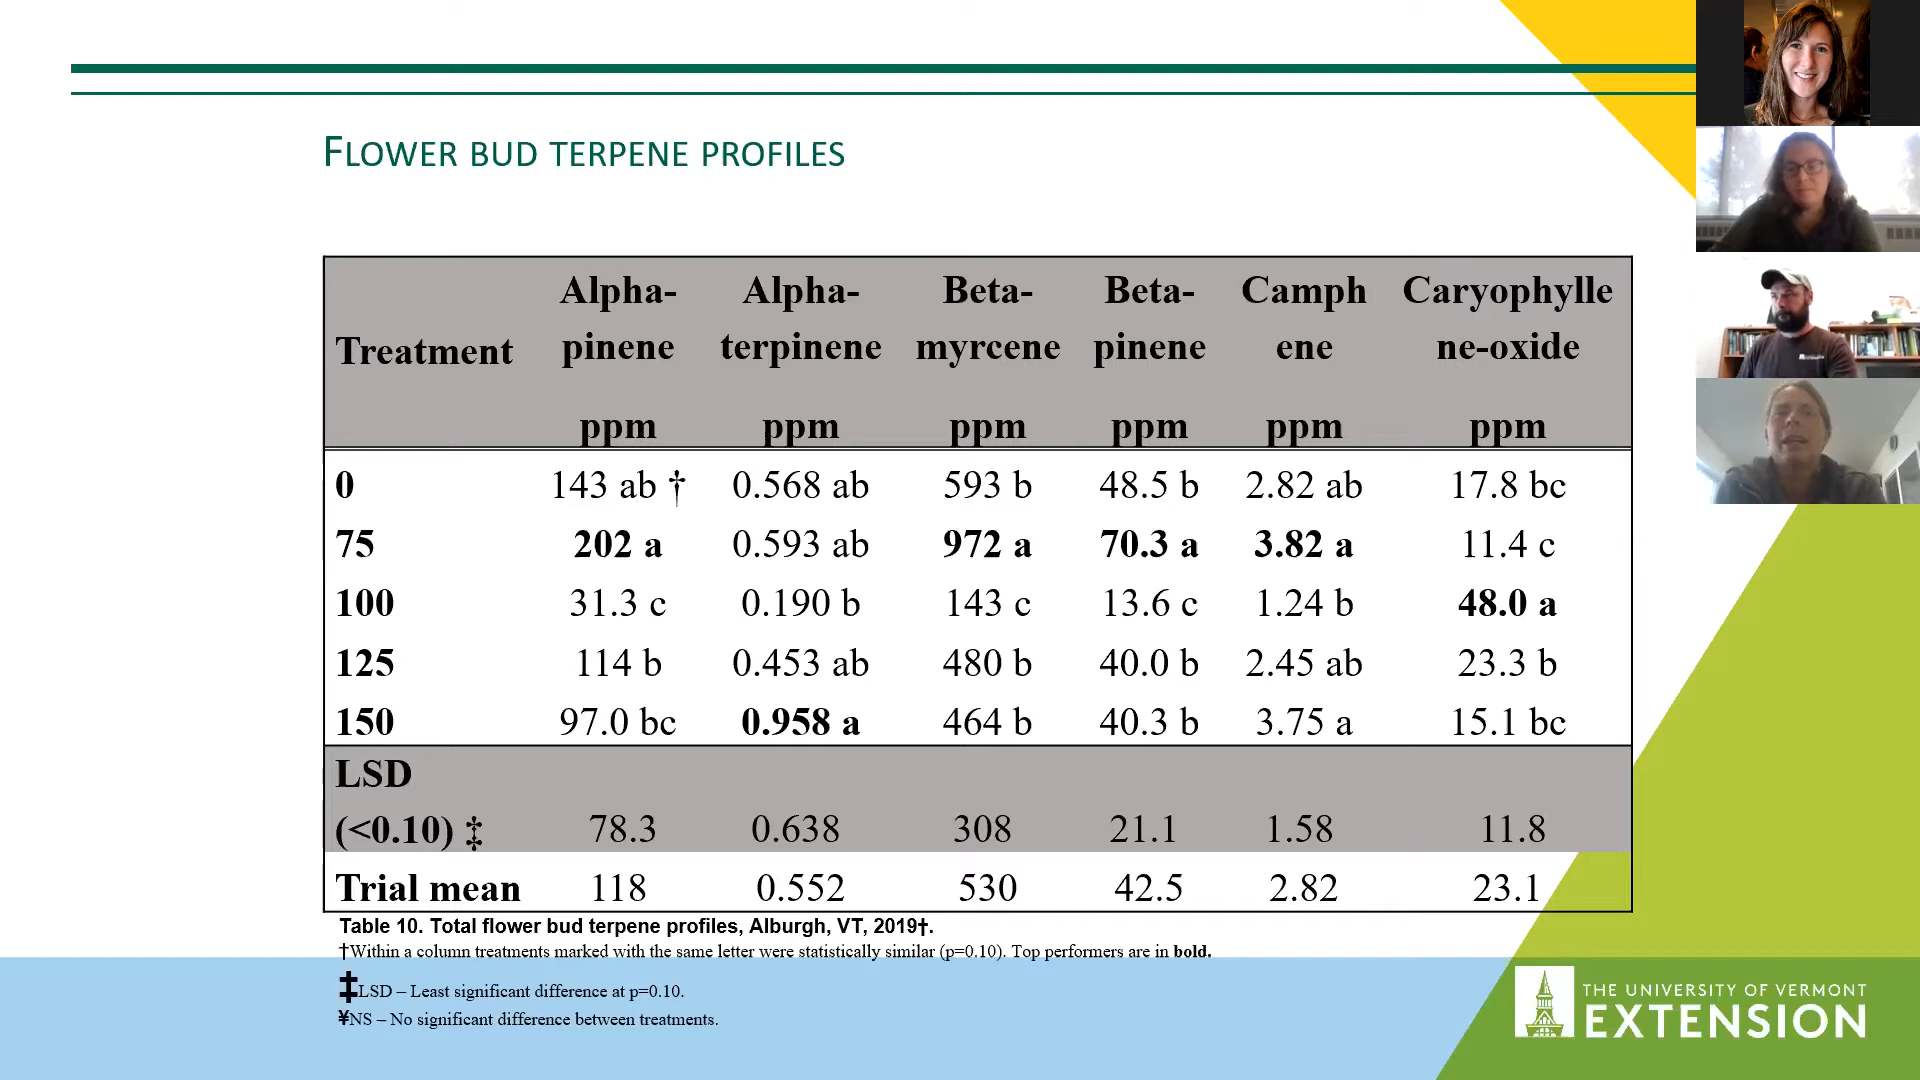 FLOWER BUD TERPENE PROFILES
Treatment Alpha- Alpha- Beta- Beta- Camph Caryophylle
pinene terpinene myrcene pinene ene ne-oxide
ppm ppm ppm ppm ppm ppm
0 143 ab † 0.568 ab 593 b 48.5 b 2.82 ab 17.8 bc
75 202 a 0.593 ab 972 a 70.3 a 3.82 a 11.4 c
100 31.3 c 0.190 b 143 c 13.6 c 1.24 b 48.0 a
125 114 b 0.453 ab 480 b 40.0 b 2.45 ab 23.3 b
150 97.0 bc 0.958 a 464 b 40.3 b 3.75 a 15.1 bc
LSD
(<0.10) ‡ 78.3 0.638 308 21.1 1.58 11.8
Trial mean 118 0.552 530 42.5 2.82 23.1
Table 10. Total flower bud terpene profiles, Alburgh, VT, 2019†.
†Within a column treatments marked with the same letter were statistically similar (p=0.10). Top performers are in bold.
‡LSD – Least significant difference at p=0.10.
¥NS – No significant difference between treatments.
THE UNIVERSITY OF VERMONT
EXTENSION